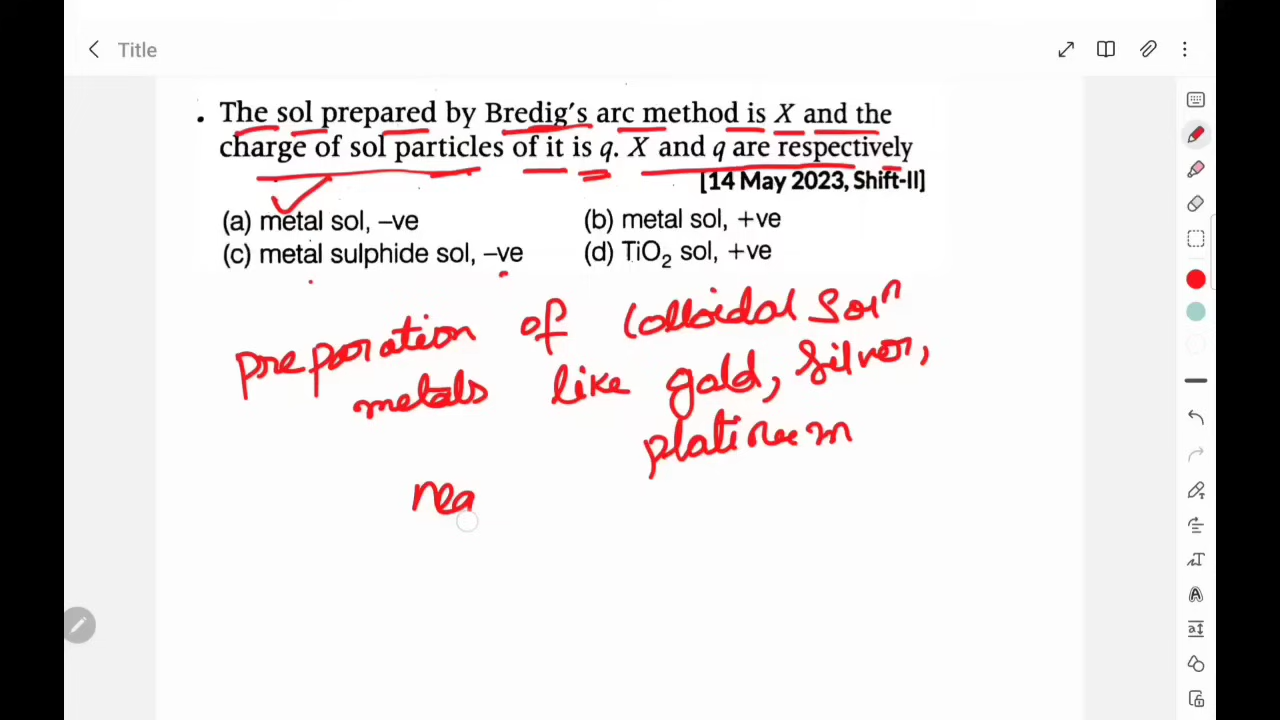 Title
. The sol prepared by Bredig's arc method is X and the
charge of sol particles of it is q. X and q are respectively
[14 May 2023, Shift-II]
(a) metal sol, –ve (b) metal sol, +ve
(c) metal sulphide sol, –ve (d) TiO₂ sol, +ve
preparation of colloidal solⁿ
metals like gold, silver,
platineum
nea